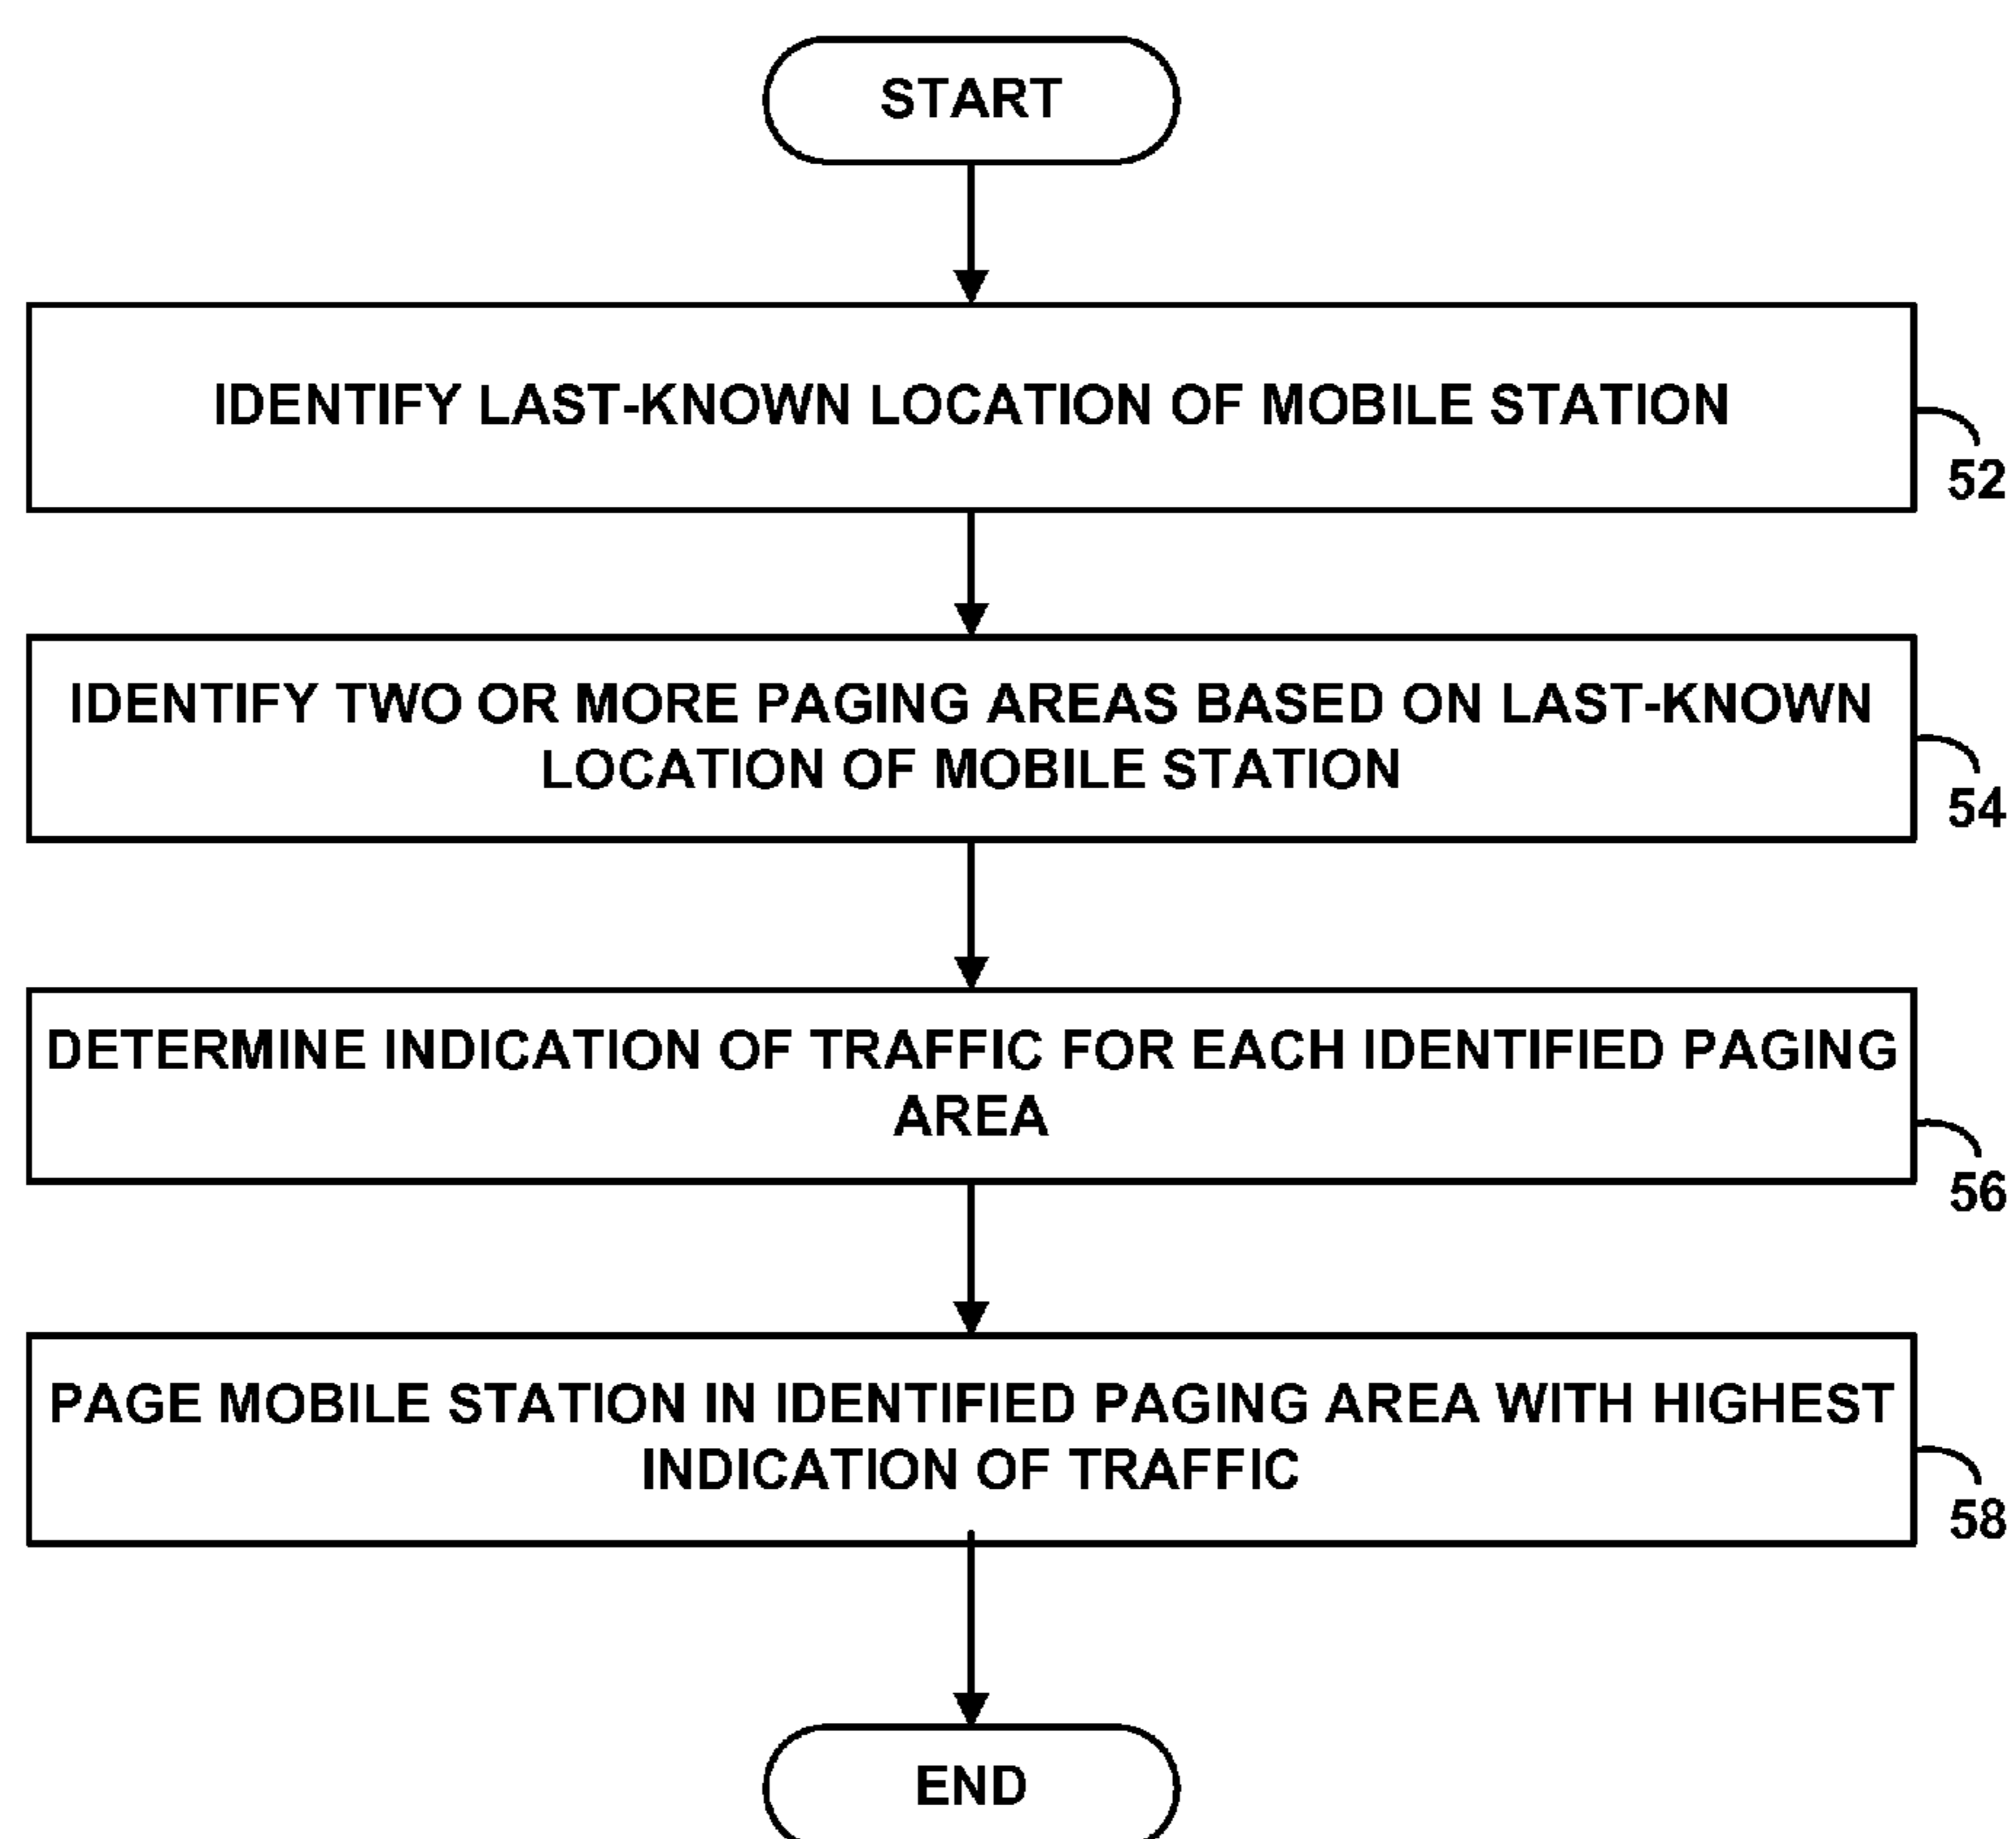 START
IDENTIFY LAST-KNOWN LOCATION OF MOBILE STATION
52
IDENTIFY TWO OR MORE PAGING AREAS BASED ON LAST-KNOWN
LOCATION OF MOBILE STATION
54
DETERMINE INDICATION OF TRAFFIC FOR EACH IDENTIFIED PAGING
AREA
56
PAGE MOBILE STATION IN IDENTIFIED PAGING AREA WITH HIGHEST
INDICATION OF TRAFFIC
58
END